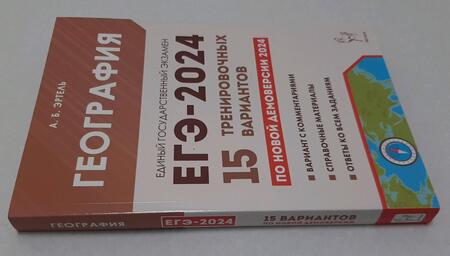 А. Б. ЭРТЕЛЬ
ГЕОГРАФИЯ
ЕДИНЫЙ ГОСУДАРСТВЕННЫЙ ЭКЗАМЕН
ЕГЭ-2024
15 ТРЕНИРОВОЧНЫХ
ВАРИАНТОВ
ПО НОВОЙ ДЕМОВЕРСИИ 2024
ВАРИАНТ С КОММЕНТАРИЯМИ
СПРАВОЧНЫЕ МАТЕРИАЛЫ
ОТВЕТЫ КО ВСЕМ ЗАДАНИЯМ
ГЕОГРАФИЯ
ЕГЭ-2024
15 ВАРИАНТОВ
ПО НОВОЙ ДЕМОВЕРСИИ